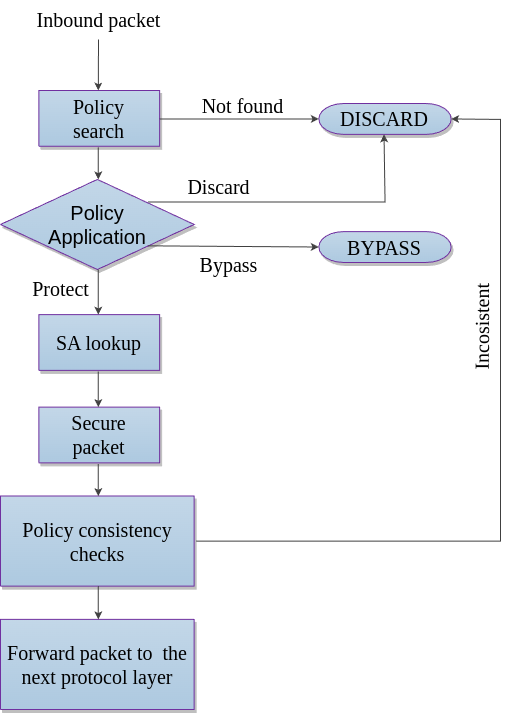 Inbound packet
Policy
search
Not found
DISCARD
Discard
Policy
Application
BYPASS
Bypass
Protect
Incosistent
SA lookup
Secure
packet
Policy consistency
checks
Forward packet to the
next protocol layer